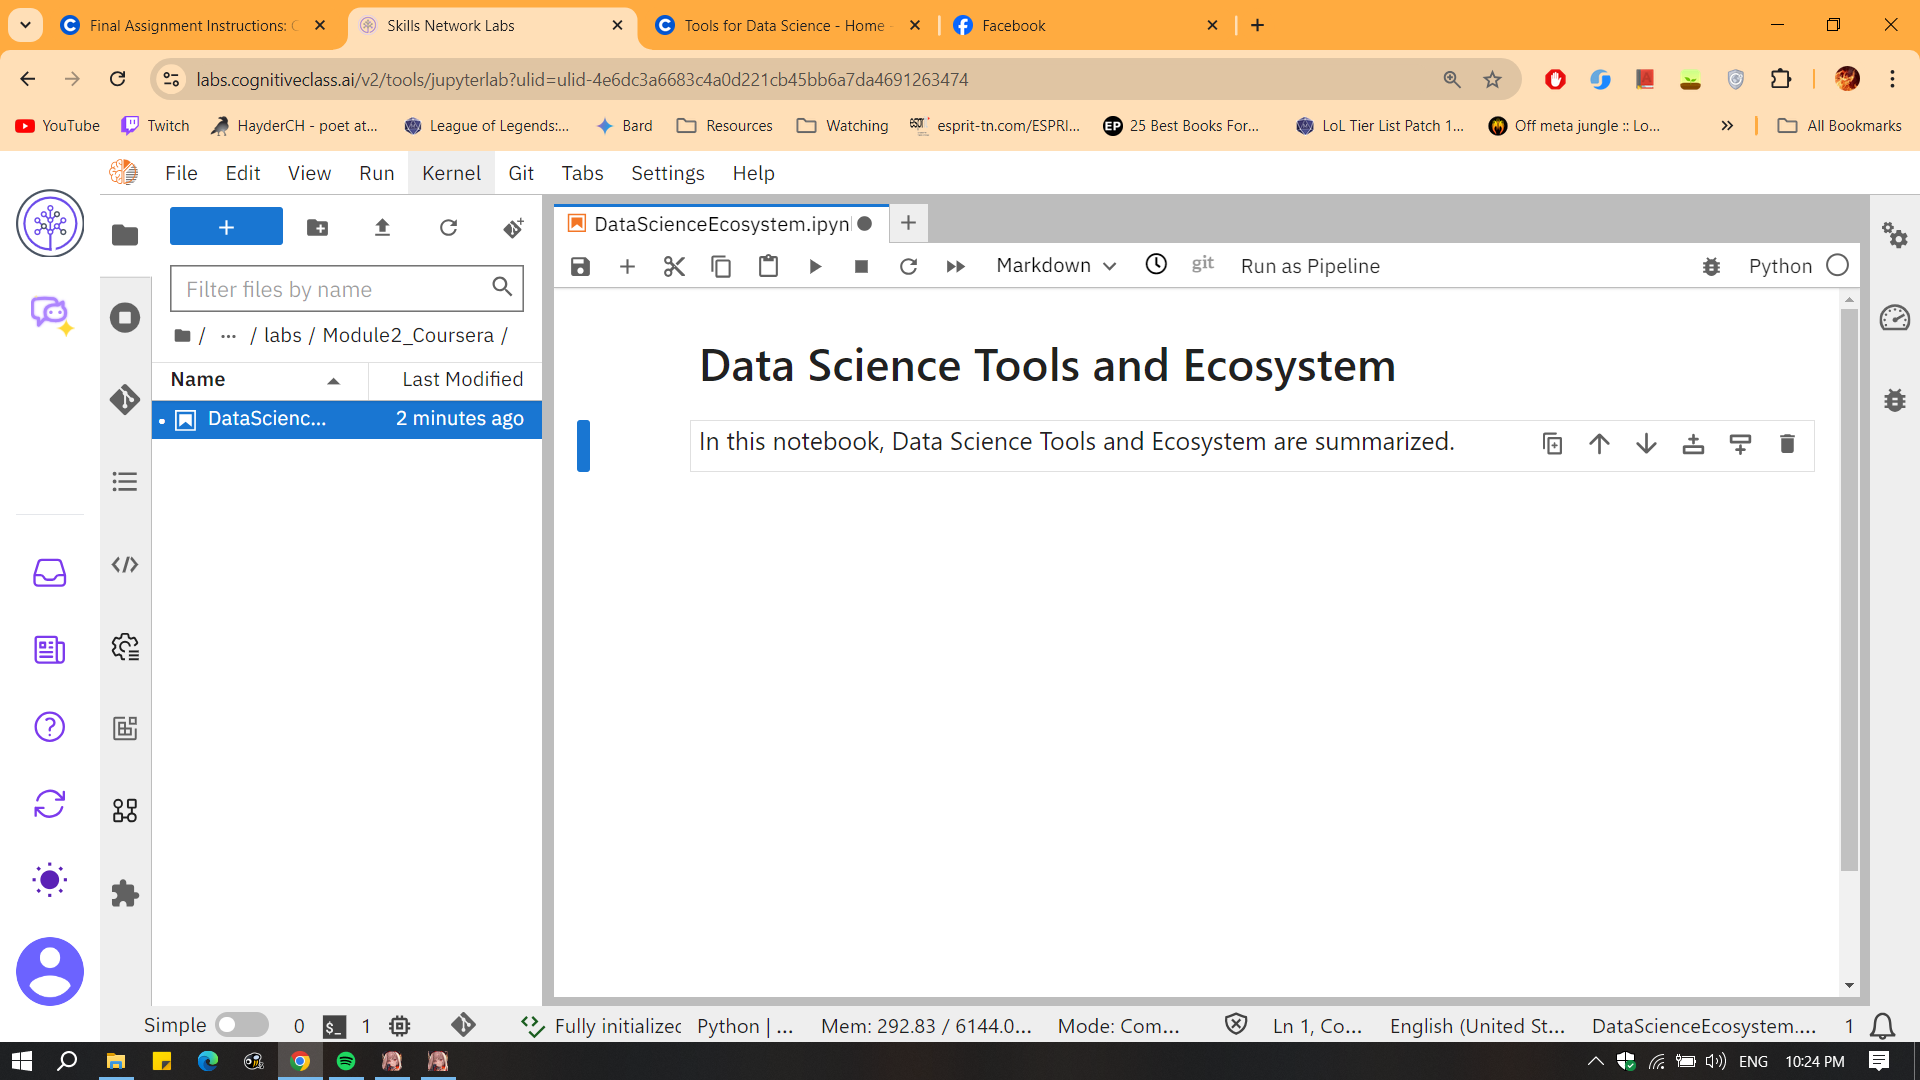 Final Assignment Instructions: C
Skills Network Labs
Tools for Data Science - Home -
Facebook
labs.cognitiveclass.ai/v2/tools/jupyterlab?ulid=ulid-4e6dc3a6683c4a0d221cb45bb6a7da4691263474
YouTube
Twitch
HayderCH - poet at...
League of Legends:...
Bard
Resources
Watching
esprit-tn.com/ESPRI...
EP 25 Best Books For...
LoL Tier List Patch 1...
Off meta jungle :: Lo...
All Bookmarks
File Edit View Run Kernel Git Tabs Settings Help
DataScienceEcosystem.ipyn
Filter files by name
Markdown
git
Run as Pipeline
Python
/ ... / labs / Module2_Coursera /
Name Last Modified
DataScienc... 2 minutes ago
Data Science Tools and Ecosystem
In this notebook, Data Science Tools and Ecosystem are summarized.
Simple 0 $_ 1 Fully initialized Python | ... Mem: 292.83 / 6144.0... Mode: Com... Ln 1, Co... English (United St... DataScienceEcosystem.... 1
ENG 10:24 PM